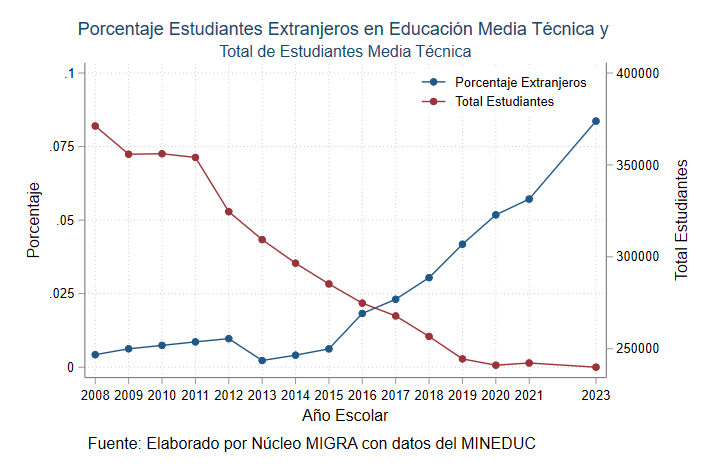 Porcentaje Estudiantes Extranjeros en Educación Media Técnica y
Total de Estudiantes Media Técnica
Porcentaje Extranjeros
Total Estudiantes
Porcentaje
.1
.075
.05
.025
0
400000
350000
300000
250000
Total Estudiantes
2008 2009 2010 2011 2012 2013 2014 2015 2016 2017 2018 2019 2020 2021 2023
Año Escolar
Fuente: Elaborado por Núcleo MIGRA con datos del MINEDUC